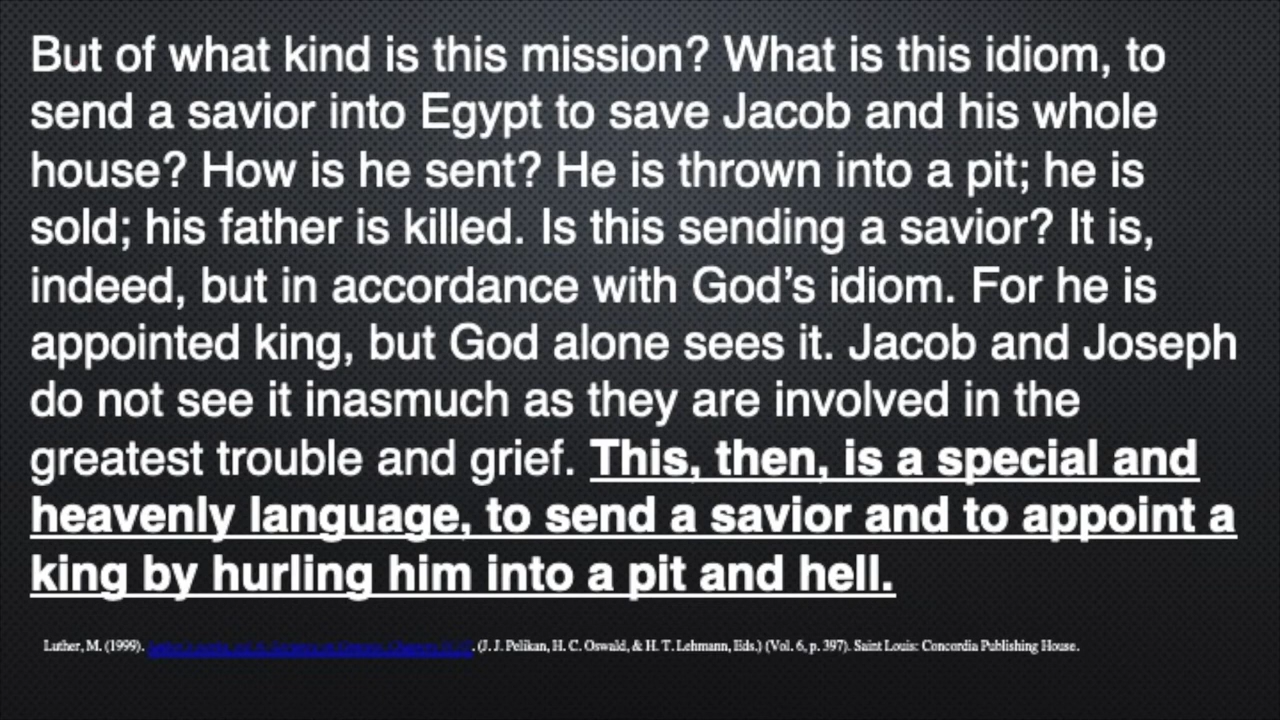 But of what kind is this mission? What is this idiom, to
send a savior into Egypt to save Jacob and his whole
house? How is he sent? He is thrown into a pit; he is
sold; his father is killed. Is this sending a savior? It is,
indeed, but in accordance with God’s idiom. For he is
appointed king, but God alone sees it. Jacob and Joseph
do not see it inasmuch as they are involved in the
greatest trouble and grief. This, then, is a special and
heavenly language, to send a savior and to appoint a
king by hurling him into a pit and hell.
Luther, M. (1999). . (J. J. Pelikan, H. C. Oswald, & H. T. Lehmann, Eds.) (Vol. 6, p. 397). Saint Louis: Concordia Publishing House.